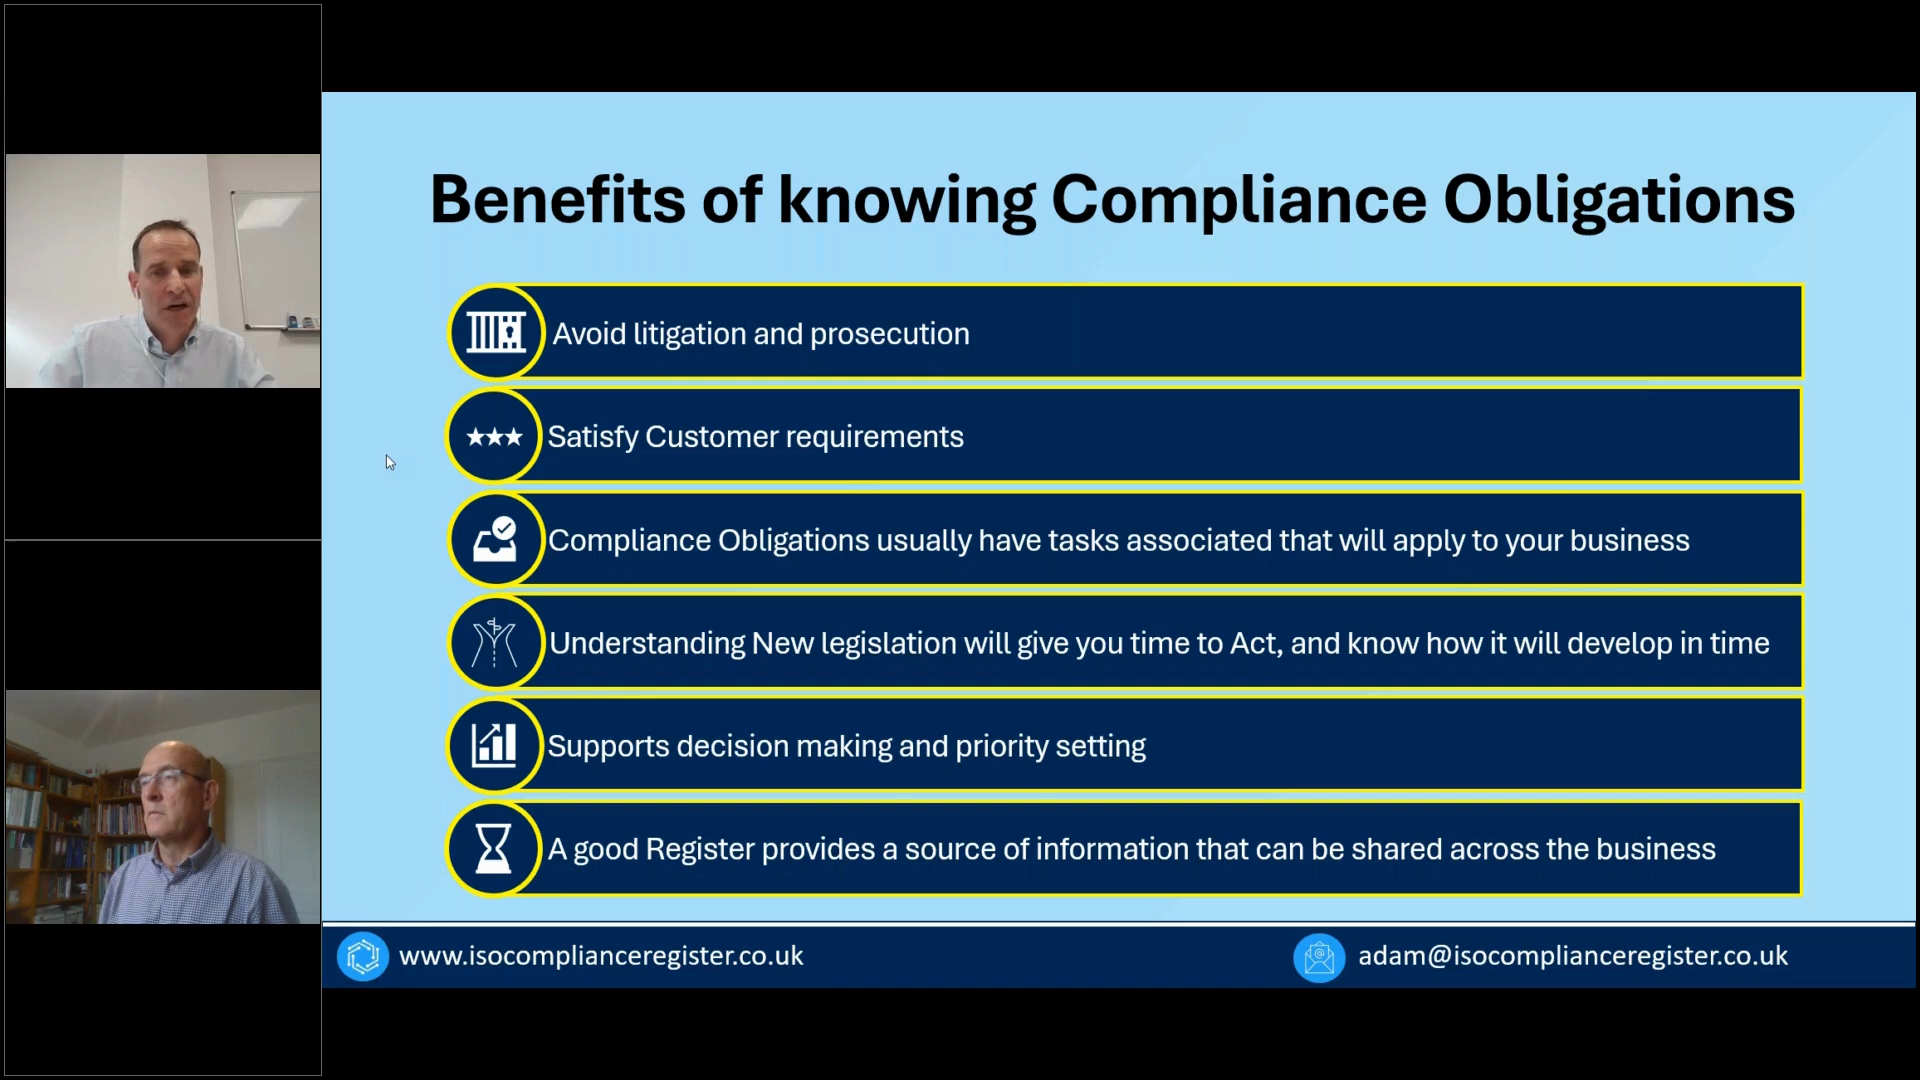 Benefits of knowing Compliance Obligations
Avoid litigation and prosecution
Satisfy Customer requirements
Compliance Obligations usually have tasks associated that will apply to your business
Understanding New legislation will give you time to Act, and know how it will develop in time
Supports decision making and priority setting
A good Register provides a source of information that can be shared across the business
www.isocomplianceregister.co.uk
adam@isocomplianceregister.co.uk